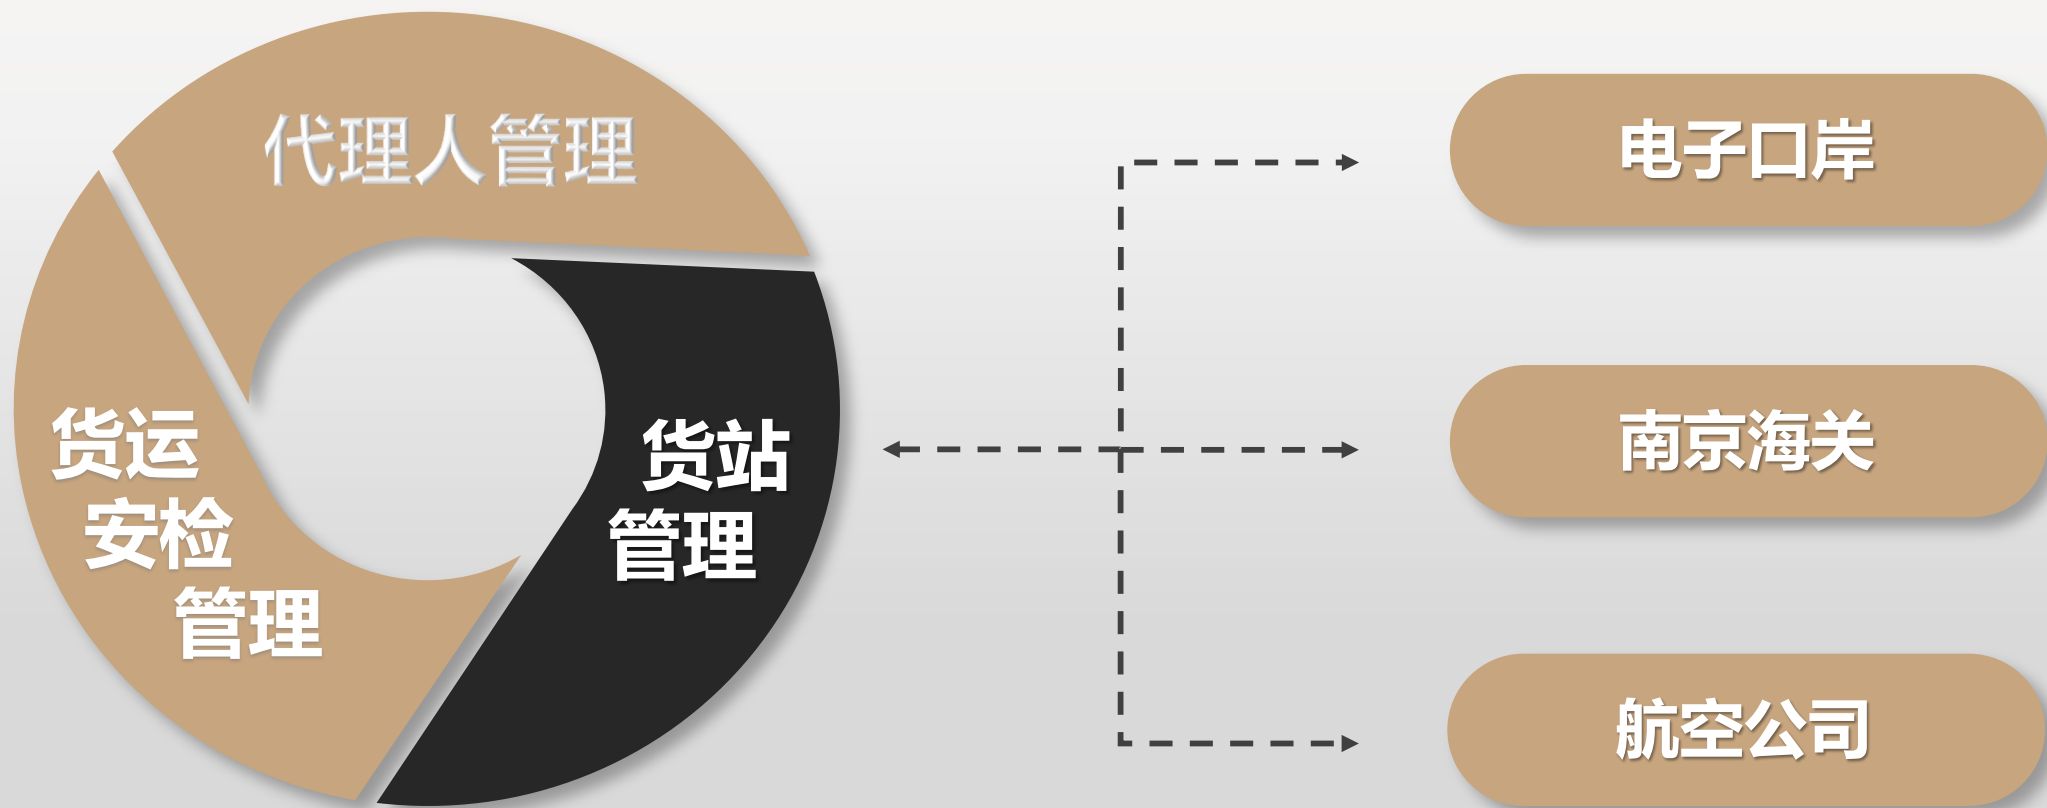 代理人管理
货运
安检
管理
货站
管理
电子口岸
南京海关
航空公司